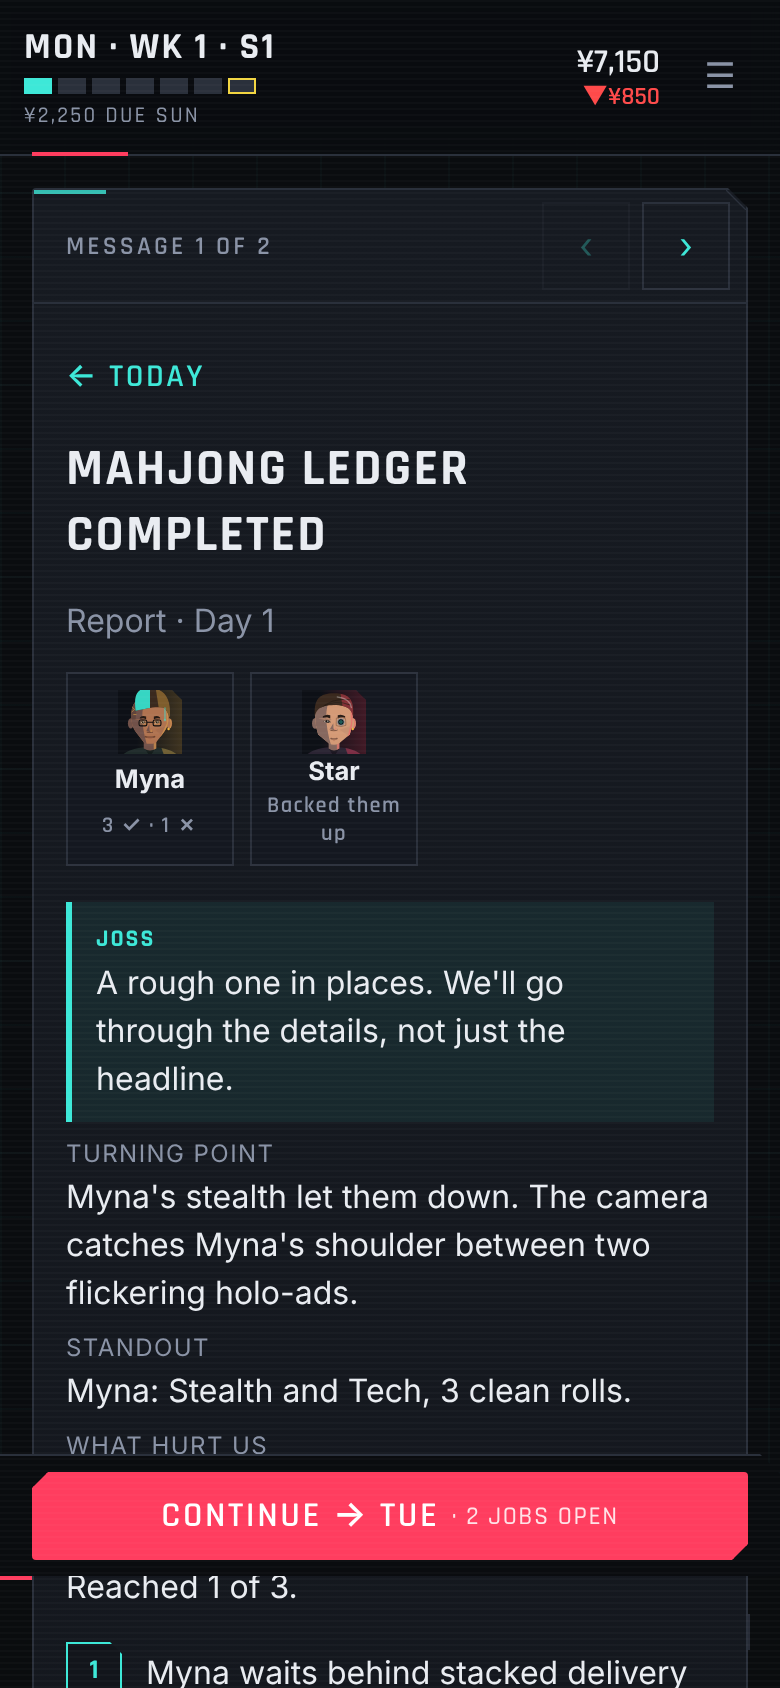 MON · WK 1 · S1
¥2,250 DUE SUN
¥7,150
▼¥850
☰
MESSAGE 1 OF 2
‹ ›
← TODAY
MAHJONG LEDGER
COMPLETED
Report · Day 1
Myna
3 ✓ · 1 ✕
Star
Backed them
up
JOSS
A rough one in places. We'll go
through the details, not just the
headline.
TURNING POINT
Myna's stealth let them down. The camera
catches Myna's shoulder between two
flickering holo-ads.
STANDOUT
Myna: Stealth and Tech, 3 clean rolls.
WHAT HURT US
CONTINUE → TUE · 2 JOBS OPEN
Reached 1 of 3.
1 Myna waits behind stacked delivery